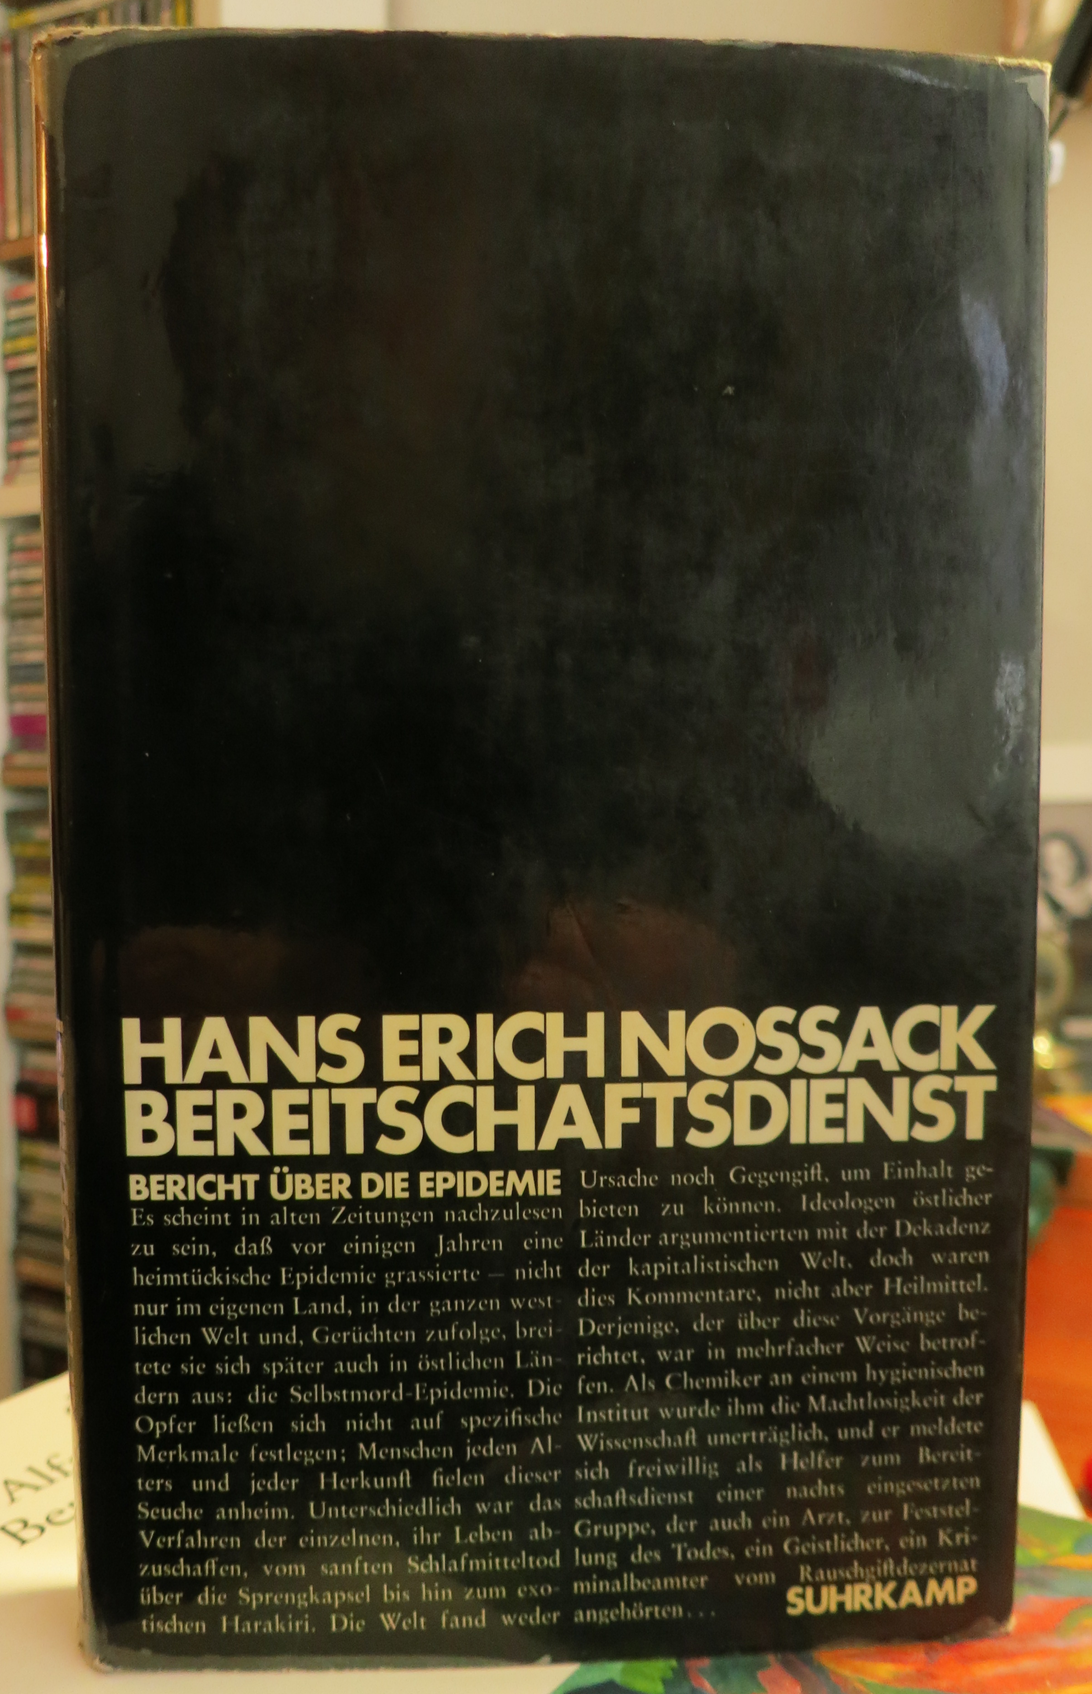 HANS ERICH NOSSACK
BEREITSCHAFTSDIENST
BERICHT ÜBER DIE EPIDEMIE
Es scheint in alten Zeitungen nachzulesen
zu sein, daß vor einigen Jahren eine
heimtückische Epidemie grassierte – nicht
nur im eigenen Land, in der ganzen west-
lichen Welt und, Gerüchten zufolge, brei-
tete sie sich später auch in östlichen Län-
dern aus: die Selbstmord-Epidemie. Die
Opfer ließen sich nicht auf spezifische
Merkmale festlegen; Menschen jeden Al-
ters und jeder Herkunft fielen dieser
Seuche anheim. Unterschiedlich war das
Verfahren der einzelnen, ihr Leben ab-
zuschaffen, vom sanften Schlafmitteltod
über die Sprengkapsel bis hin zum exo-
tischen Harakiri. Die Welt fand weder
Ursache noch Gegengift, um Einhalt ge-
bieten zu können. Ideologen östlicher
Länder argumentierten mit der Dekadenz
der kapitalistischen Welt, doch waren
dies Kommentare, nicht aber Heilmittel.
Derjenige, der über diese Vorgänge be-
richtet, war in mehrfacher Weise betrof-
fen. Als Chemiker an einem hygienischen
Institut wurde ihm die Machtlosigkeit der
Wissenschaft unerträglich, und er meldete
sich freiwillig als Helfer zum Bereit-
schaftsdienst einer nachts eingesetzten
Gruppe, der auch ein Arzt, zur Feststel-
lung des Todes, ein Geistlicher, ein Kri-
minalbeamter vom Rauschgiftdezernat
angehörten...
SUHRKAMP
Alf
Be